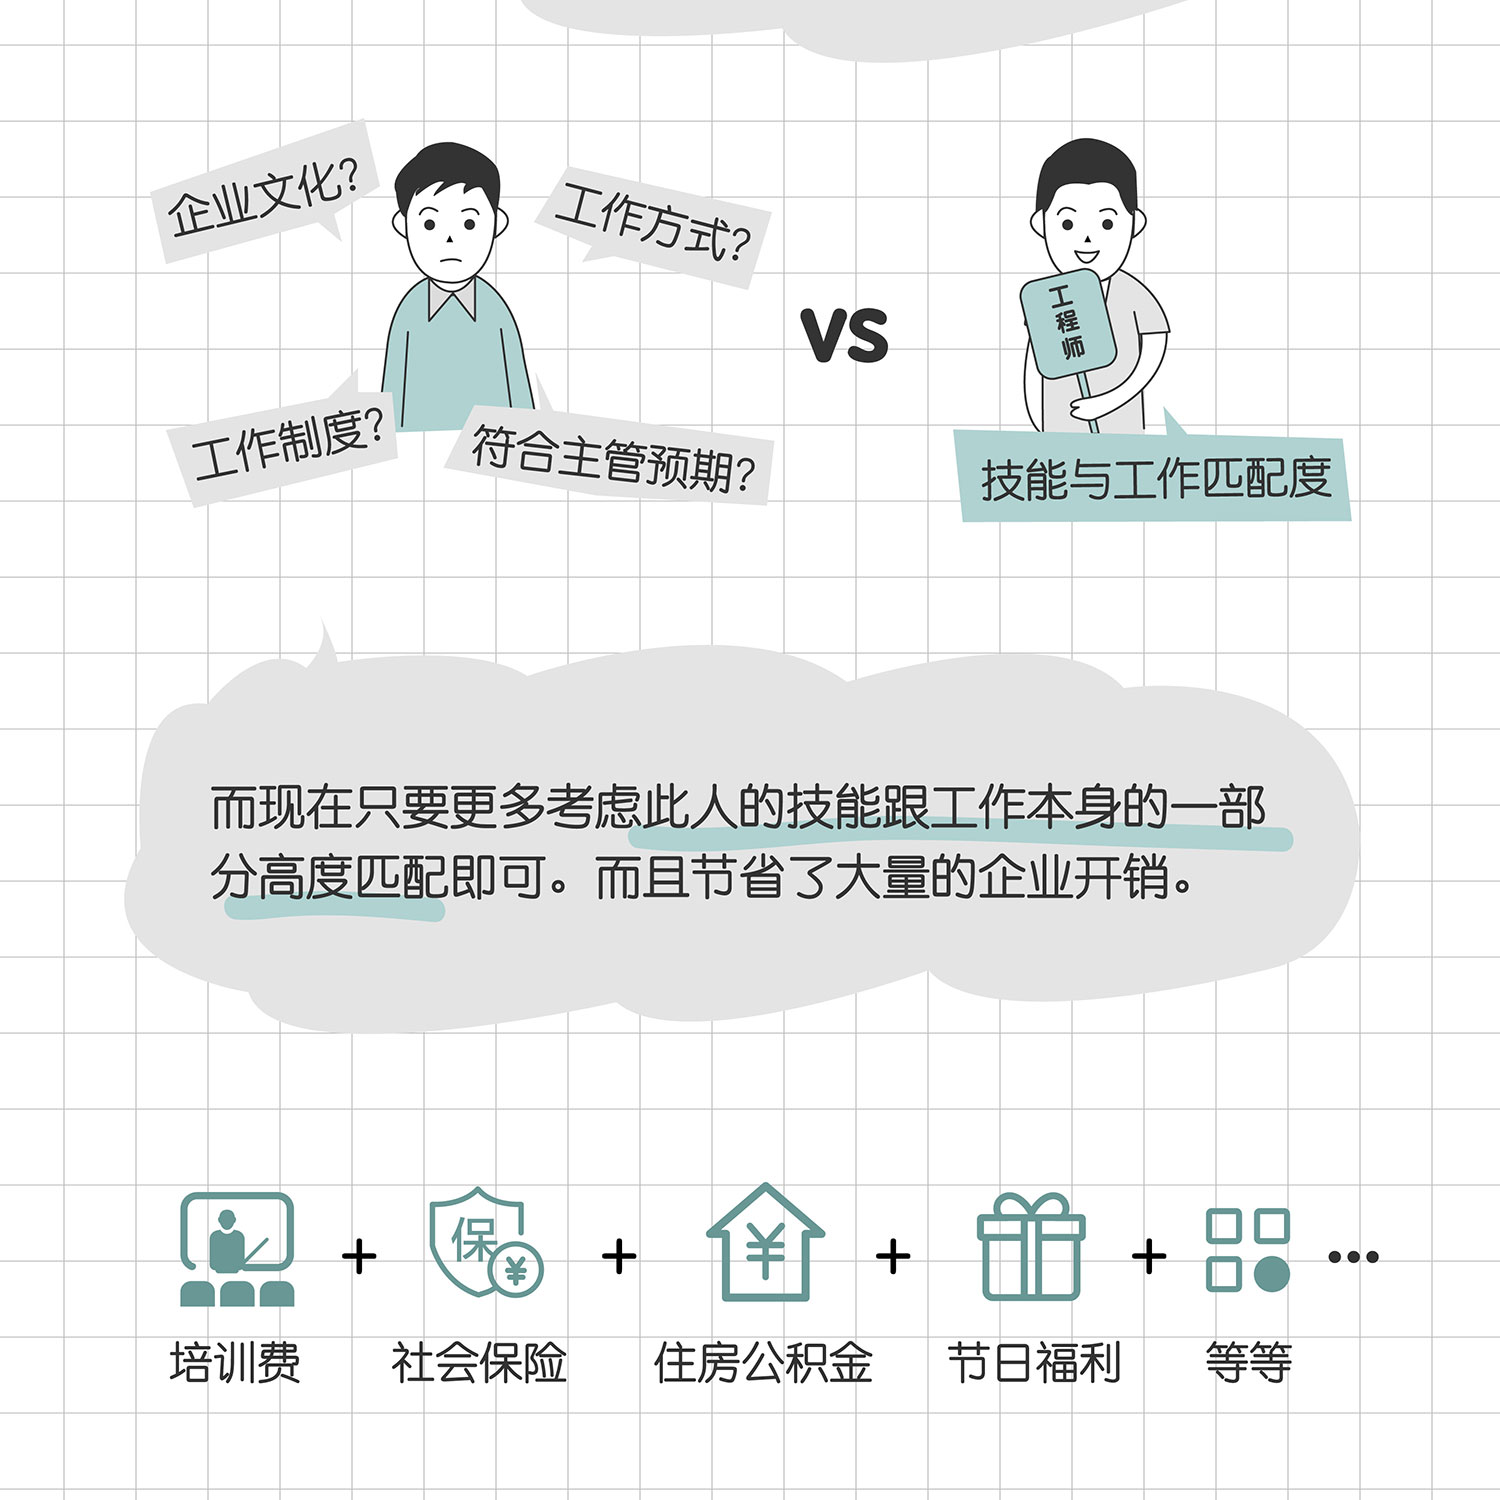 企业文化?
工作方式?
工作制度?
符合主管预期?
VS
工程师
技能与工作匹配度
而现在只要更多考虑此人的技能跟工作本身的一部
分高度匹配即可。而且节省了大量的企业开销。
保
¥
¥
+
+
+
+
•••
培训费
社会保险
住房公积金
节日福利
等等